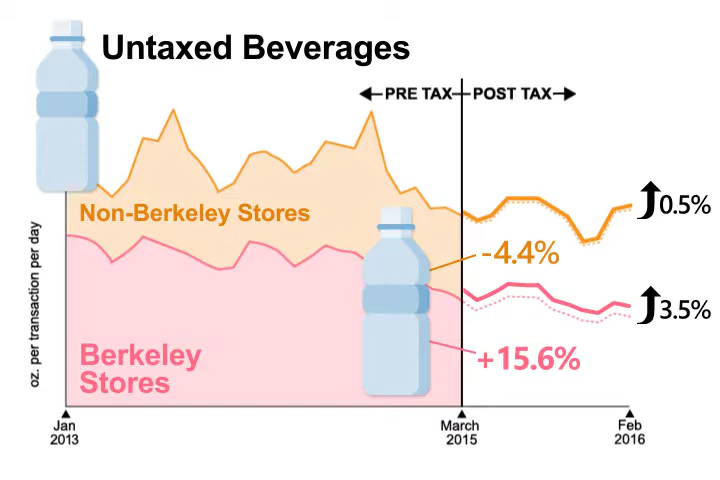 Untaxed Beverages
PRE TAX
POST TAX
Non-Berkeley Stores
0.5%
-4.4%
3.5%
+15.6%
Berkeley
Stores
oz. per transaction per day
Jan
2013
March
2015
Feb
2016